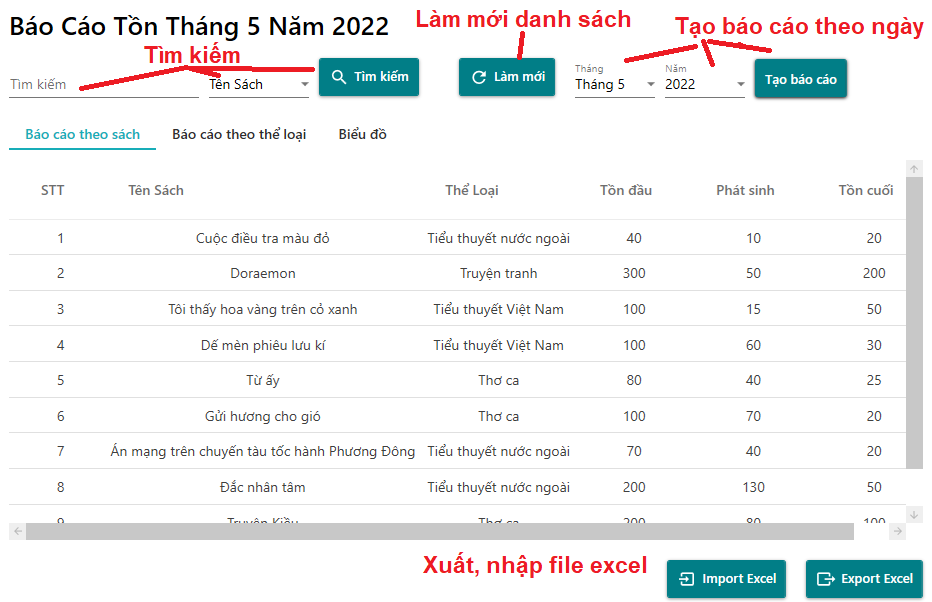 Báo Cáo Tồn Tháng 5 Năm 2022
Làm mới danh sách
Tạo báo cáo theo ngày
Tìm kiếm
Tìm kiếm
Tên Sách
Tìm kiếm
Làm mới
Tháng
Tháng 5
Năm
2022
Tạo báo cáo
Báo cáo theo sách Báo cáo theo thể loại Biểu đồ
STT Tên Sách Thể Loại Tồn đầu Phát sinh Tồn cuối
1 Cuộc điều tra màu đỏ Tiểu thuyết nước ngoài 40 10 20
2 Doraemon Truyện tranh 300 50 200
3 Tôi thấy hoa vàng trên cỏ xanh Tiểu thuyết Việt Nam 100 15 50
4 Dế mèn phiêu lưu kí Tiểu thuyết Việt Nam 100 60 30
5 Từ ấy Thơ ca 80 40 25
6 Gửi hương cho gió Thơ ca 100 70 20
7 Án mạng trên chuyến tàu tốc hành Phương Đông Tiểu thuyết nước ngoài 70 40 20
8 Đắc nhân tâm Tiểu thuyết nước ngoài 200 130 50
9 Truyện Kiều Thơ ca 200 80 100
Xuất, nhập file excel
Import Excel
Export Excel